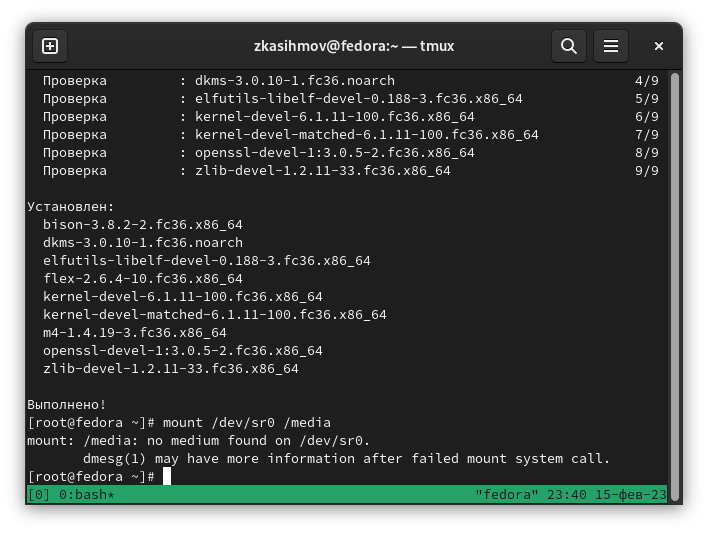 zkasihmov@fedora:~ — tmux
Проверка : dkms-3.0.10-1.fc36.noarch 4/9
Проверка : elfutils-libelf-devel-0.188-3.fc36.x86_64 5/9
Проверка : kernel-devel-6.1.11-100.fc36.x86_64 6/9
Проверка : kernel-devel-matched-6.1.11-100.fc36.x86_64 7/9
Проверка : openssl-devel-1:3.0.5-2.fc36.x86_64 8/9
Проверка : zlib-devel-1.2.11-33.fc36.x86_64 9/9
Установлен:
bison-3.8.2-2.fc36.x86_64
dkms-3.0.10-1.fc36.noarch
elfutils-libelf-devel-0.188-3.fc36.x86_64
flex-2.6.4-10.fc36.x86_64
kernel-devel-6.1.11-100.fc36.x86_64
kernel-devel-matched-6.1.11-100.fc36.x86_64
m4-1.4.19-3.fc36.x86_64
openssl-devel-1:3.0.5-2.fc36.x86_64
zlib-devel-1.2.11-33.fc36.x86_64
Выполнено!
[root@fedora ~]# mount /dev/sr0 /media
mount: /media: no medium found on /dev/sr0.
dmesg(1) may have more information after failed mount system call.
[root@fedora ~]#
[0] 0:bash* "fedora" 23:40 15-фев-23